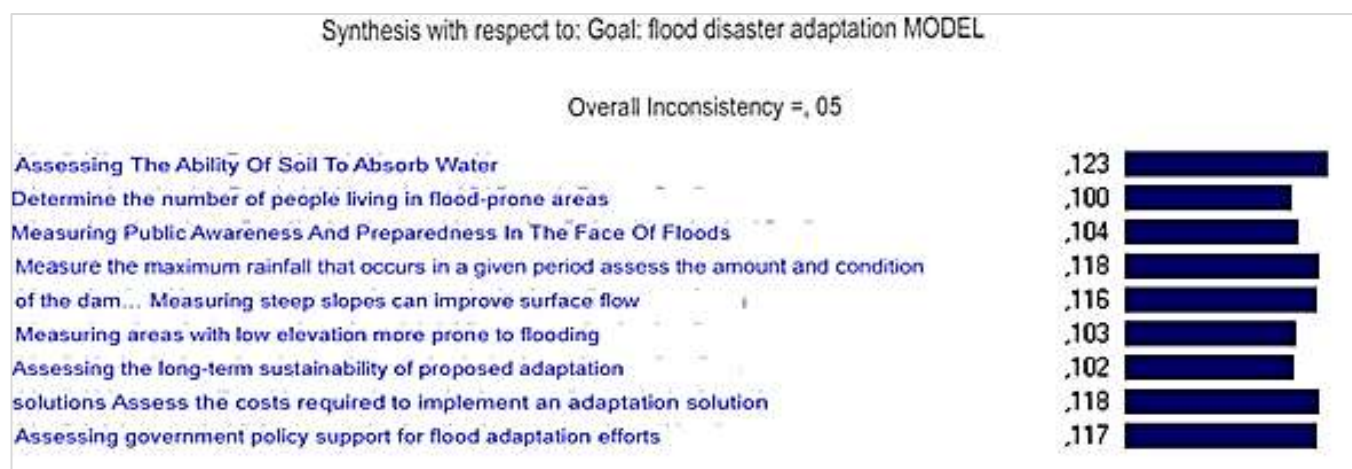 Synthesis with respect to: Goal: flood disaster adaptation MODEL
Overall Inconsistency =, 05
Assessing The Ability Of Soil To Absorb Water ,123
Determine the number of people living in flood-prone areas ,100
Measuring Public Awareness And Preparedness In The Face Of Floods ,104
Measure the maximum rainfall that occurs in a given period assess the amount and condition ,118
of the dam... Measuring steep slopes can improve surface flow ,116
Measuring areas with low elevation more prone to flooding ,103
Assessing the long-term sustainability of proposed adaptation ,102
solutions Assess the costs required to implement an adaptation solution ,118
Assessing government policy support for flood adaptation efforts ,117